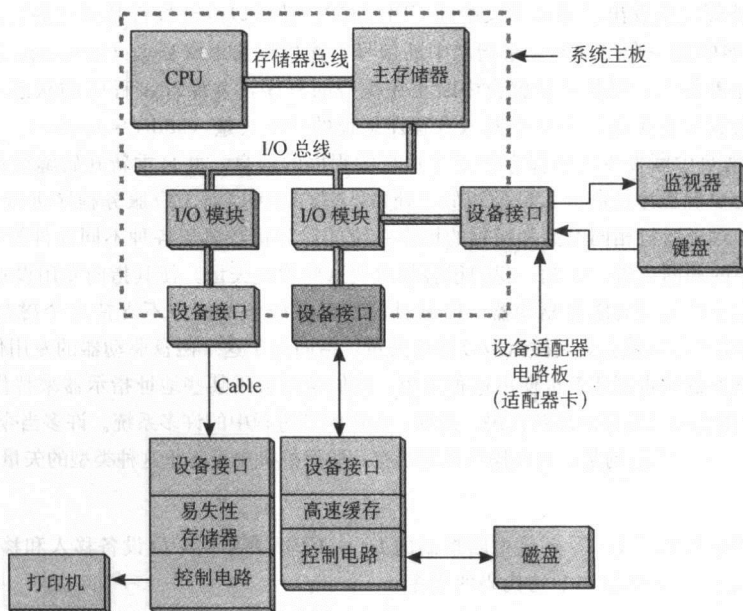 存储器总线
CPU
主存储器
系统主板
I/O 总线
I/O 模块
I/O 模块
设备接口
监视器
键盘
设备接口
设备接口
设备适配器
电路板
(适配器卡)
Cable
设备接口
易失性
存储器
控制电路
设备接口
高速缓存
控制电路
磁盘
打印机